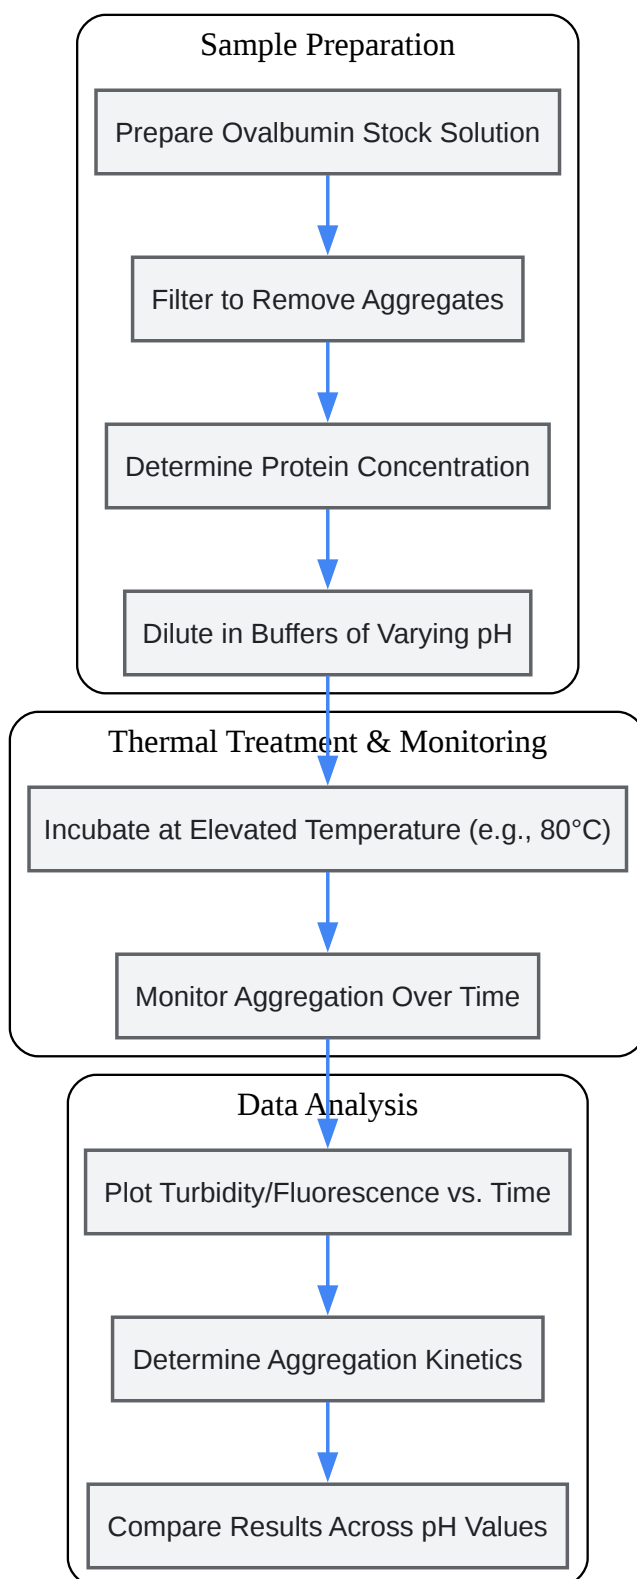 Sample Preparation
Prepare Ovalbumin Stock Solution
Filter to Remove Aggregates
Determine Protein Concentration
Dilute in Buffers of Varying pH
Thermal Treatment & Monitoring
Incubate at Elevated Temperature (e.g., 80°C)
Monitor Aggregation Over Time
Data Analysis
Plot Turbidity/Fluorescence vs. Time
Determine Aggregation Kinetics
Compare Results Across pH Values